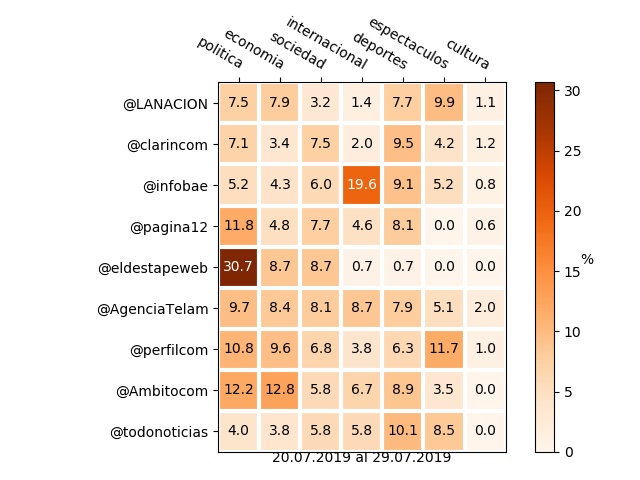 politica economia sociedad internacional deportes espectaculos cultura
@LANACION 7.5 7.9 3.2 1.4 7.7 9.9 1.1
@clarincom 7.1 3.4 7.5 2.0 9.5 4.2 1.2
@infobae 5.2 4.3 6.0 19.6 9.1 5.2 0.8
@pagina12 11.8 4.8 7.7 4.6 8.1 0.0 0.6
@eldestapeweb 30.7 8.7 8.7 0.7 0.7 0.0 0.0
@AgenciaTelam 9.7 8.4 8.1 8.7 7.9 5.1 2.0
@perfilcom 10.8 9.6 6.8 3.8 6.3 11.7 1.0
@Ambitocom 12.2 12.8 5.8 6.7 8.9 3.5 0.0
@todonoticias 4.0 3.8 5.8 5.8 10.1 8.5 0.0
20.07.2019 al 29.07.2019
30
25
20
15
10
5
0
%